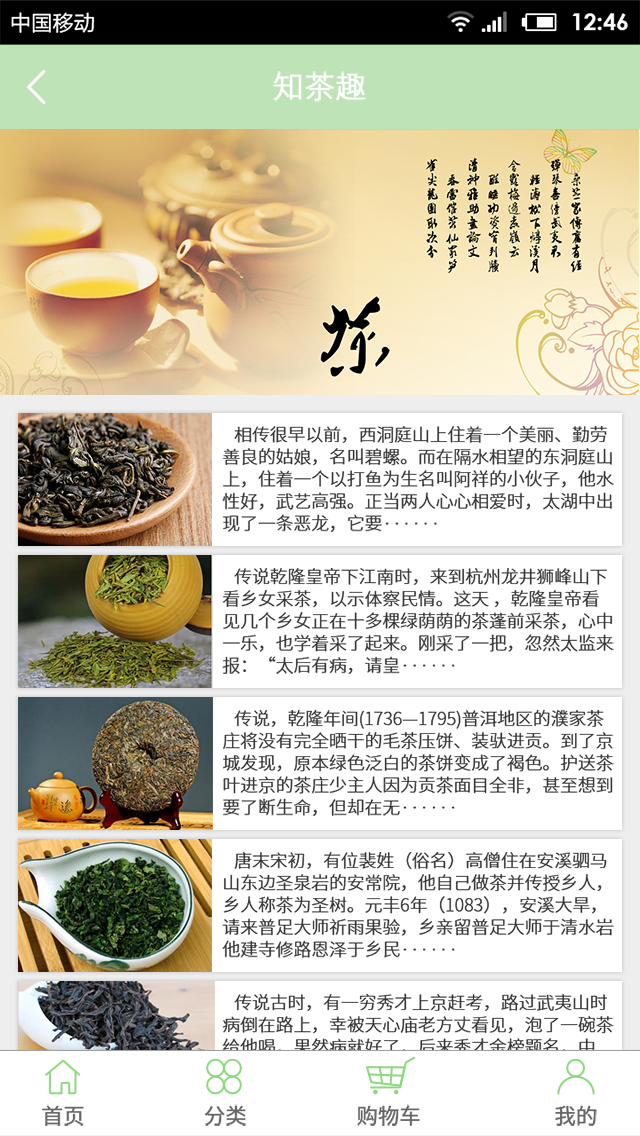 中国移动
12:46
知茶趣
茶
相传很早以前，西洞庭山上住着一个美丽、勤劳
善良的姑娘，名叫碧螺。而在隔水相望的东洞庭山
上，住着一个以打鱼为生名叫阿祥的小伙子，他水
性好，武艺高强。正当两人心心相爱时，太湖中出
现了一条恶龙，它要······
传说乾隆皇帝下江南时，来到杭州龙井狮峰山下
看乡女采茶，以示体察民情。这天 ，乾隆皇帝看
见几个乡女正在十多棵绿荫荫的茶蓬前采茶，心中
一乐，也学着采了起来。刚采了一把，忽然太监来
报：“太后有病，请皇······
传说，乾隆年间(1736—1795)普洱地区的濮家茶
庄将没有完全晒干的毛茶压饼、装驮进贡。到了京
城发现，原本绿色泛白的茶饼变成了褐色。护送茶
叶进京的茶庄少主人因为贡茶面目全非，甚至想到
要了断生命，但却在无······
唐末宋初，有位裴姓（俗名）高僧住在安溪驷马
山东边圣泉岩的安常院，他自己做茶并传授乡人，
乡人称茶为圣树。元丰6年（1083），安溪大旱，
请来普足大师祈雨果验，乡亲留普足大师于清水岩
他建寺修路恩泽于乡民······
传说古时，有一穷秀才上京赶考，路过武夷山时
病倒在路上，幸被天心庙老方丈看见，泡了一碗茶
给他喝，果然病就好了，后来秀才金榜题名，中
首页
分类
购物车
我的